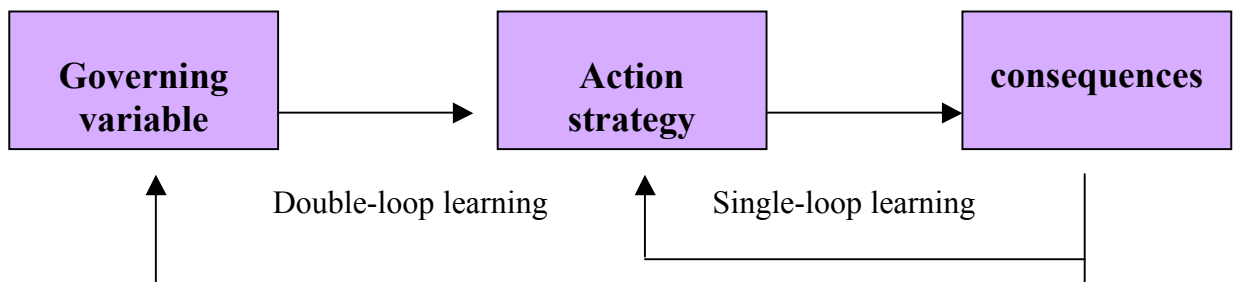 Governing
variable
Action
strategy
consequences
Double-loop learning
Single-loop learning